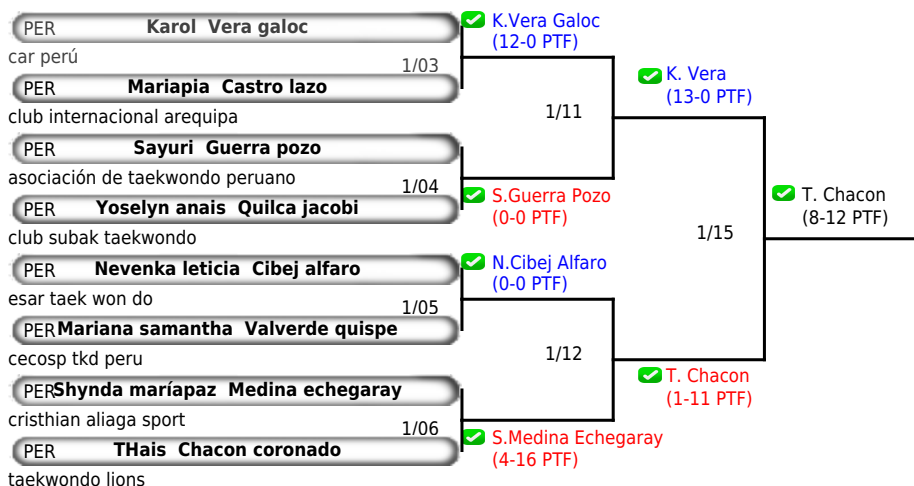 PER Karol Vera galoc
car perú
1/03
PER Mariapia Castro lazo
club internacional arequipa
PER Sayuri Guerra pozo
asociación de taekwondo peruano
1/04
PER Yoselyn anais Quilca jacobi
club subak taekwondo
PER Nevenka leticia Cibej alfaro
esar taek won do
1/05
PER Mariana samantha Valverde quispe
cecosp tkd peru
PER Shynda maríapaz Medina echegaray
cristhian aliaga sport
1/06
PER THais Chacon coronado
taekwondo lions
K.Vera Galoc
(12-0 PTF)
1/11
S.Guerra Pozo
(0-0 PTF)
N.Cibej Alfaro
(0-0 PTF)
1/12
S.Medina Echegaray
(4-16 PTF)
K. Vera
(13-0 PTF)
1/15
T. Chacon
(1-11 PTF)
T. Chacon
(8-12 PTF)